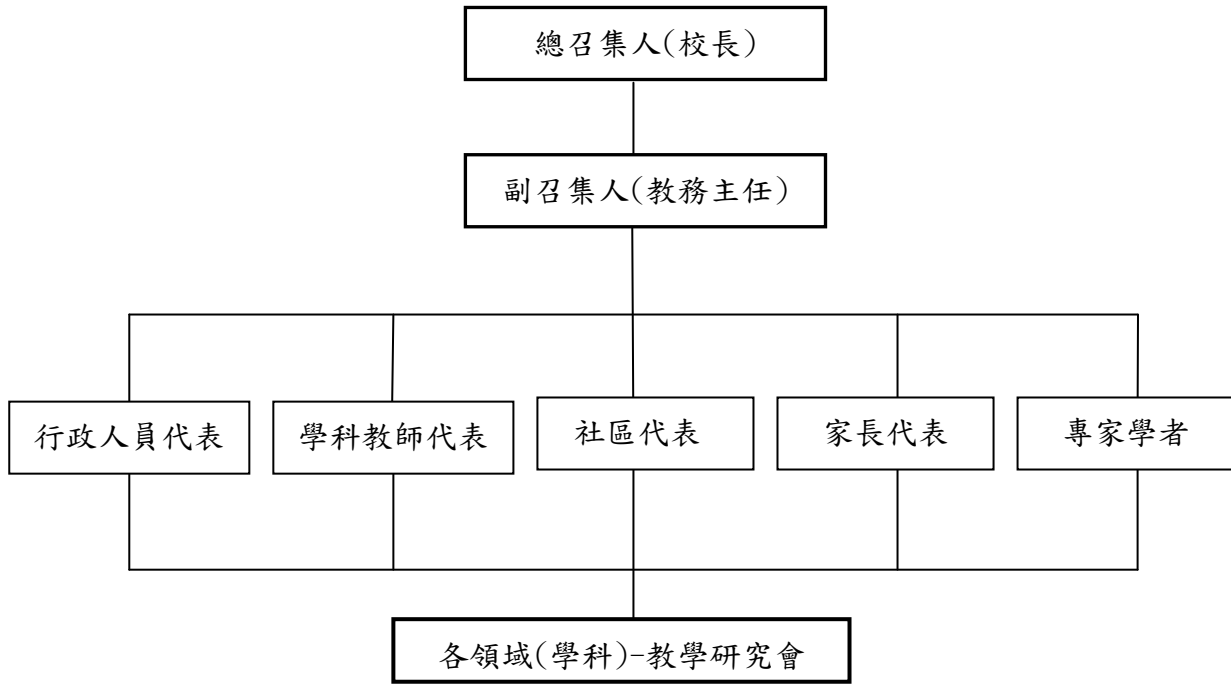 總召集人(校長)
副召集人(教務主任)
行政人員代表
學科教師代表
社區代表
家長代表
專家學者
各領域(學科)-教學研究會